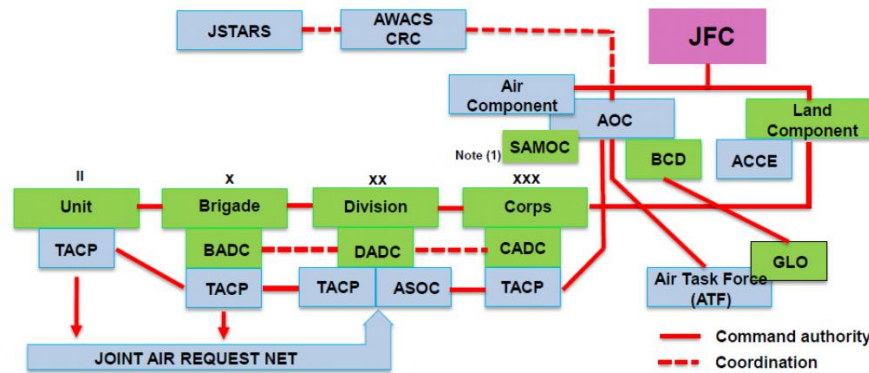 JSTARS
AWACS
CRC
JFC
Air
Component
AOC
Land
Component
Note (1)
SAMOC
BCD
ACCE
II
X
XX
XXX
Unit
Brigade
Division
Corps
TACP
BADC
DADC
CADC
TACP
TACP
ASOC
TACP
Air Task Force
(ATF)
GLO
JOINT AIR REQUEST NET
Command authority
Coordination